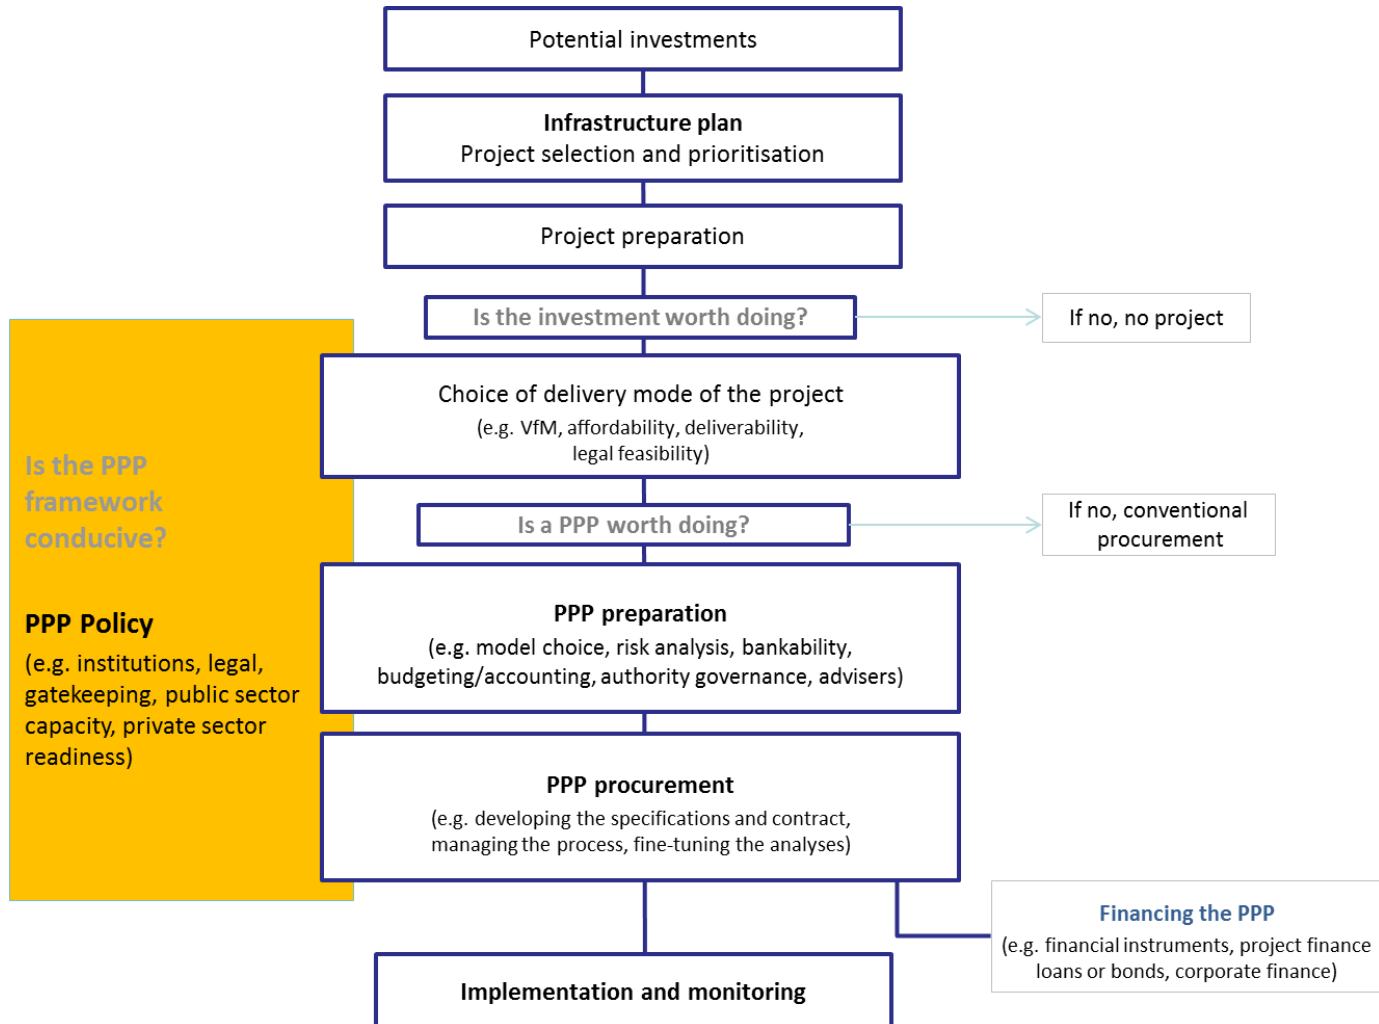 Potential investments
Infrastructure plan
Project selection and prioritisation
Project preparation
Is the investment worth doing?
If no, no project
Choice of delivery mode of the project
(e.g. VfM, affordability, deliverability,
legal feasibility)
Is a PPP worth doing?
If no, conventional
procurement
Is the PPP
framework
conducive?
PPP Policy
(e.g. institutions, legal,
gatekeeping, public sector
capacity, private sector
readiness)
PPP preparation
(e.g. model choice, risk analysis, bankability,
budgeting/accounting, authority governance, advisers)
PPP procurement
(e.g. developing the specifications and contract,
managing the process, fine-tuning the analyses)
Financing the PPP
(e.g. financial instruments, project finance
loans or bonds, corporate finance)
Implementation and monitoring